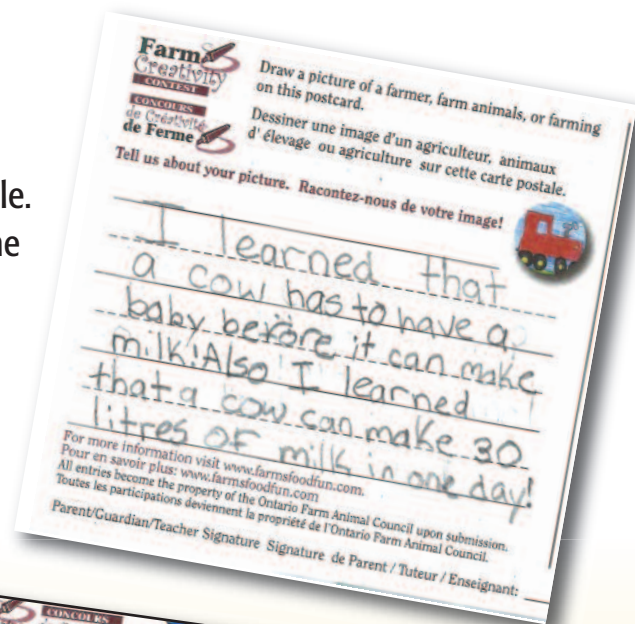 le.
ne
Farm
Creativity
CONTEST
CONCOURS
de Créativité
de Ferme
Draw a picture of a farmer, farm animals, or farming
on this postcard.
Dessiner une image d'un agriculteur, animaux
d' élevage ou agriculture sur cette carte postale.
Tell us about your picture. Racontez-nous de votre image!
I learned that
a cow has to have a
baby before it can make
milk! Also I learned
that a cow can make 30
litres of milk in one day!
For more information visit www.farmsfoodfun.com.
Pour en savoir plus: www.farmsfoodfun.com
All entries become the property of the Ontario Farm Animal Council upon submission.
Toutes les participations deviennent la propriété de l'Ontario Farm Animal Council.
Parent/Guardian/Teacher Signature Signature de Parent / Tuteur / Enseignant:
CONCOURS